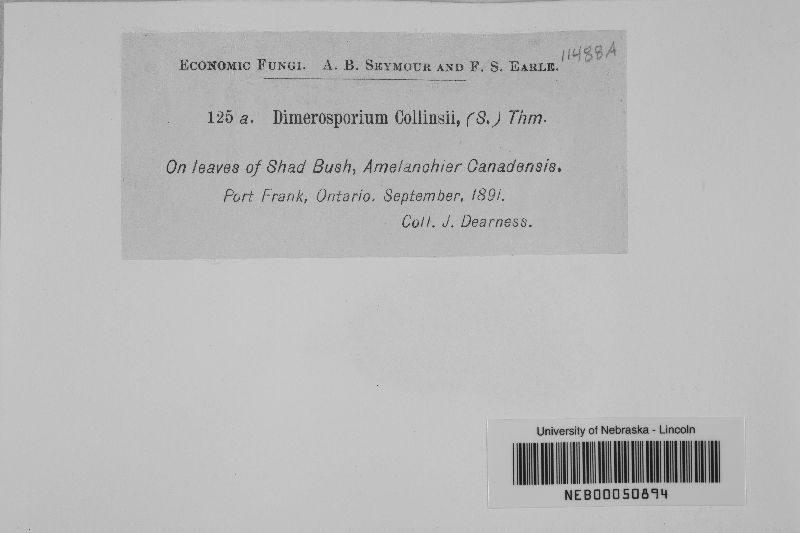 11488A
ECONOMIC FUNGI. A. B. SEYMOUR AND F. S. EARLE.
125 a. Dimerosporium Collinsii, (S.) Thm.
On leaves of Shad Bush, Amelanchier Canadensis.
Port Frank, Ontario. September, 1891.
Coll. J. Dearness.
University of Nebraska - Lincoln
NEB00050894